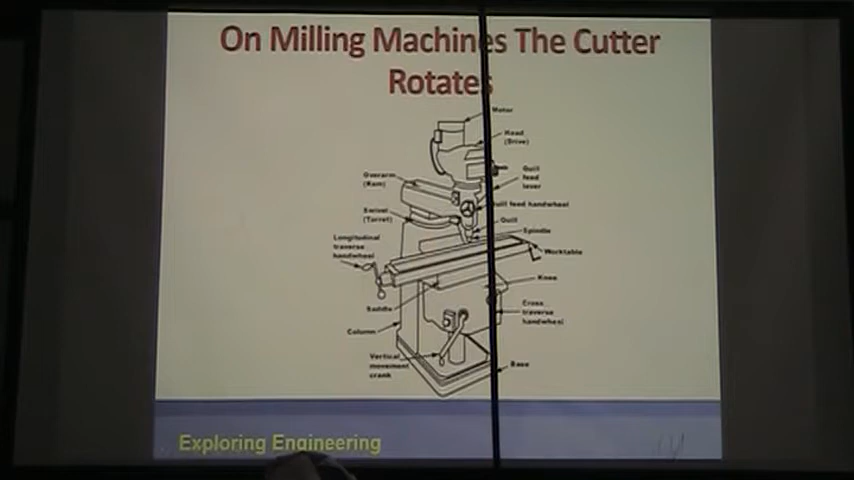 On Milling Machines The Cutter
Rotates
Motor
Head
(Drive)
Overarm
(Ram)
Quill
feed
lever
Quill feed handwheel
Swivel
(Turret)
Quill
Spindle
Longitudinal
traverse
handwheel
Worktable
Knee
Saddle
Cross
traverse
handwheel
Column
Vertical
movement
crank
Base
Exploring Engineering